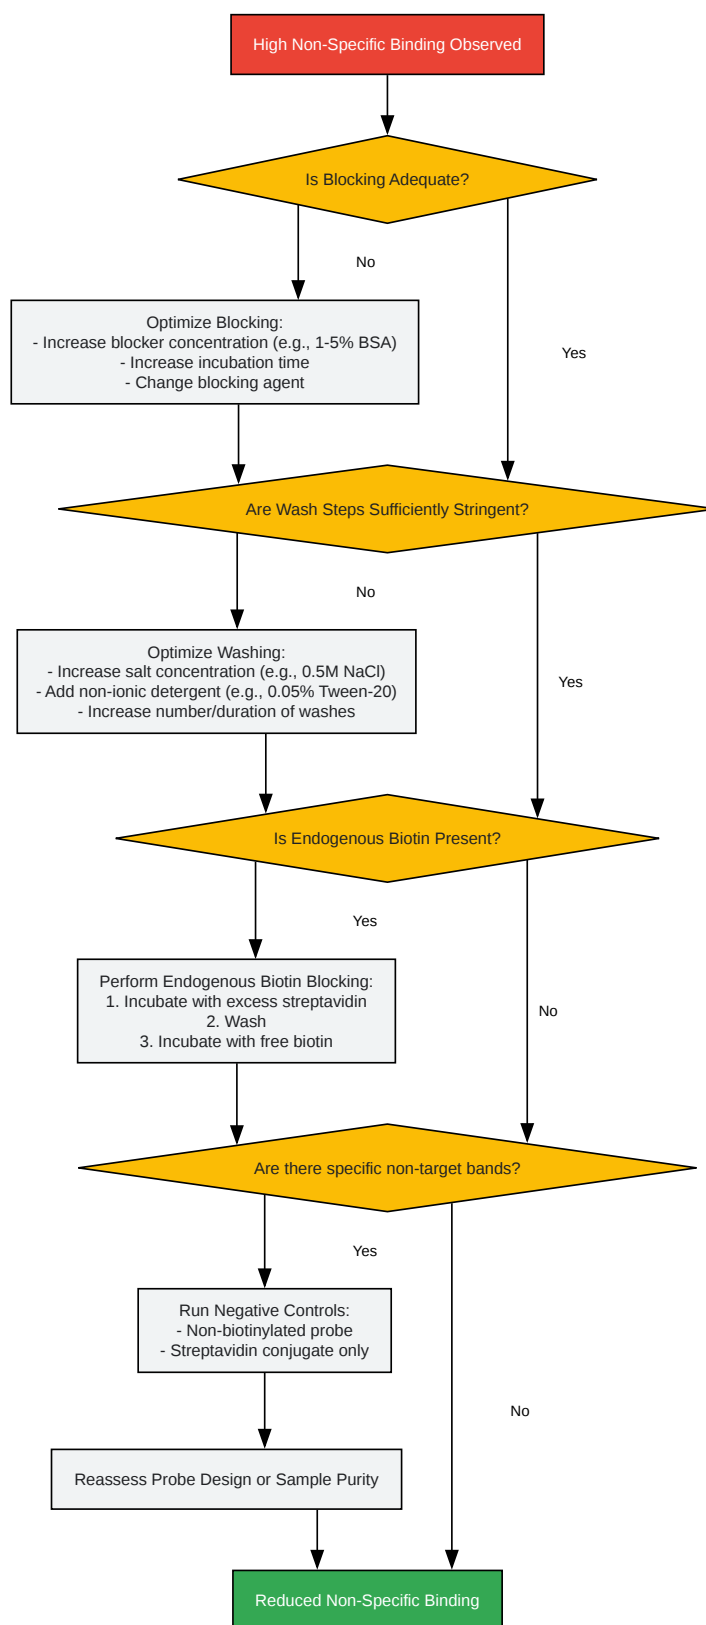 High Non-Specific Binding Observed
Is Blocking Adequate?
No
Optimize Blocking:
- Increase blocker concentration (e.g., 1-5% BSA)
- Increase incubation time
- Change blocking agent
Yes
Are Wash Steps Sufficiently Stringent?
No
Optimize Washing:
- Increase salt concentration (e.g., 0.5M NaCl)
- Add non-ionic detergent (e.g., 0.05% Tween-20)
- Increase number/duration of washes
Yes
Is Endogenous Biotin Present?
Yes
Perform Endogenous Biotin Blocking:
1. Incubate with excess streptavidin
2. Wash
3. Incubate with free biotin
No
Are there specific non-target bands?
Yes
Run Negative Controls:
- Non-biotinylated probe
- Streptavidin conjugate only
No
Reassess Probe Design or Sample Purity
Reduced Non-Specific Binding